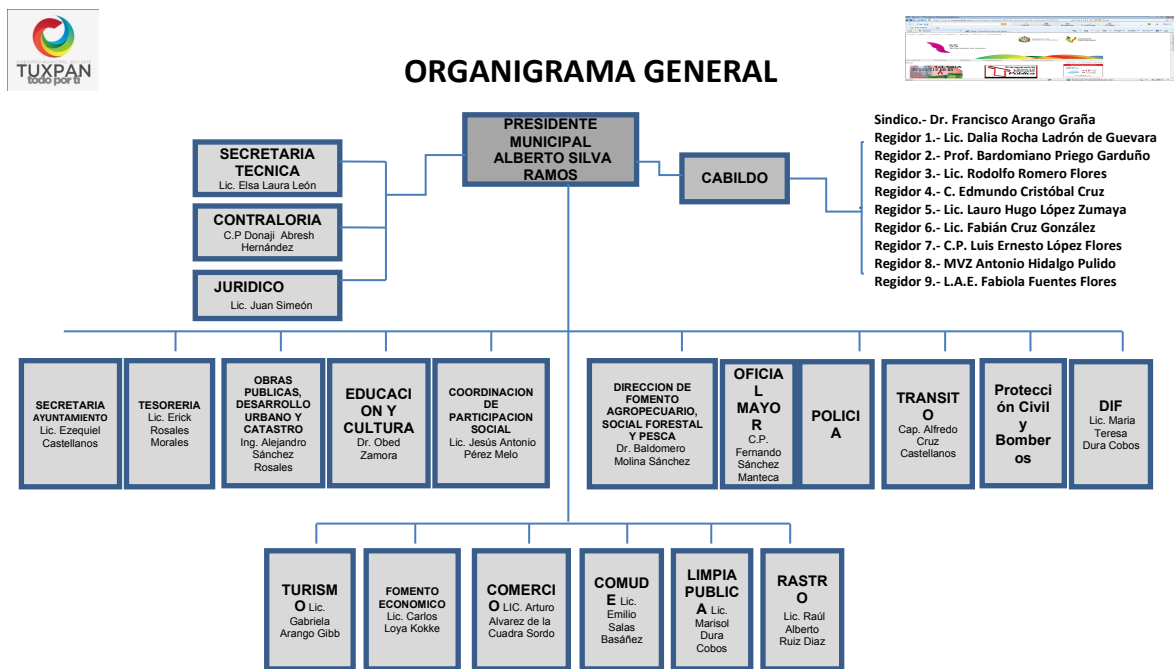 TUXPAN
todo por ti
ORGANIGRAMA GENERAL
PRESIDENTE
MUNICIPAL
ALBERTO SILVA
RAMOS
SECRETARIA
TECNICA
Lic. Elsa Laura León
CONTRALORIA
C.P Donaji Abresh
Hernández
JURIDICO
Lic. Juan Simeón
CABILDO
Sindico.- Dr. Francisco Arango Graña
Regidor 1.- Lic. Dalia Rocha Ladrón de Guevara
Regidor 2.- Prof. Bardomiano Priego Garduño
Regidor 3.- Lic. Rodolfo Romero Flores
Regidor 4.- C. Edmundo Cristóbal Cruz
Regidor 5.- Lic. Lauro Hugo López Zumaya
Regidor 6.- Lic. Fabián Cruz González
Regidor 7.- C.P. Luis Ernesto López Flores
Regidor 8.- MVZ Antonio Hidalgo Pulido
Regidor 9.- L.A.E. Fabiola Fuentes Flores
SECRETARIA
AYUNTAMIENTO
Lic. Ezequiel
Castellanos
TESORERIA
Lic. Erick
Rosales
Morales
OBRAS
PUBLICAS,
DESARROLLO
URBANO Y
CATASTRO
Ing. Alejandro
Sánchez
Rosales
EDUCACI
ON Y
CULTURA
Dr. Obed
Zamora
COORDINACION
DE
PARTICIPACION
SOCIAL
Lic. Jesús Antonio
Pérez Melo
DIRECCION DE
FOMENTO
AGROPECUARIO,
SOCIAL FORESTAL
Y PESCA
Dr. Baldomero
Molina Sánchez
OFICIA
L
MAYO
R
C.P.
Fernando
Sánchez
Manteca
POLICI
A
TRANSIT
O
Cap. Alfredo
Cruz
Castellanos
Protecci
ón Civil
y
Bomber
os
DIF
Lic. Maria
Teresa
Dura Cobos
TURISM
O Lic.
Gabriela
Arango Gibb
FOMENTO
ECONOMICO
Lic. Carlos
Loya Kokke
COMERCI
O LIC. Arturo
Alvarez de la
Cuadra Sordo
COMUD
E Lic.
Emilio
Salas
Basáñez
LIMPIA
PUBLIC
A Lic.
Marisol
Dura
Cobos
RASTR
O
Lic. Raúl
Alberto
Ruiz Diaz